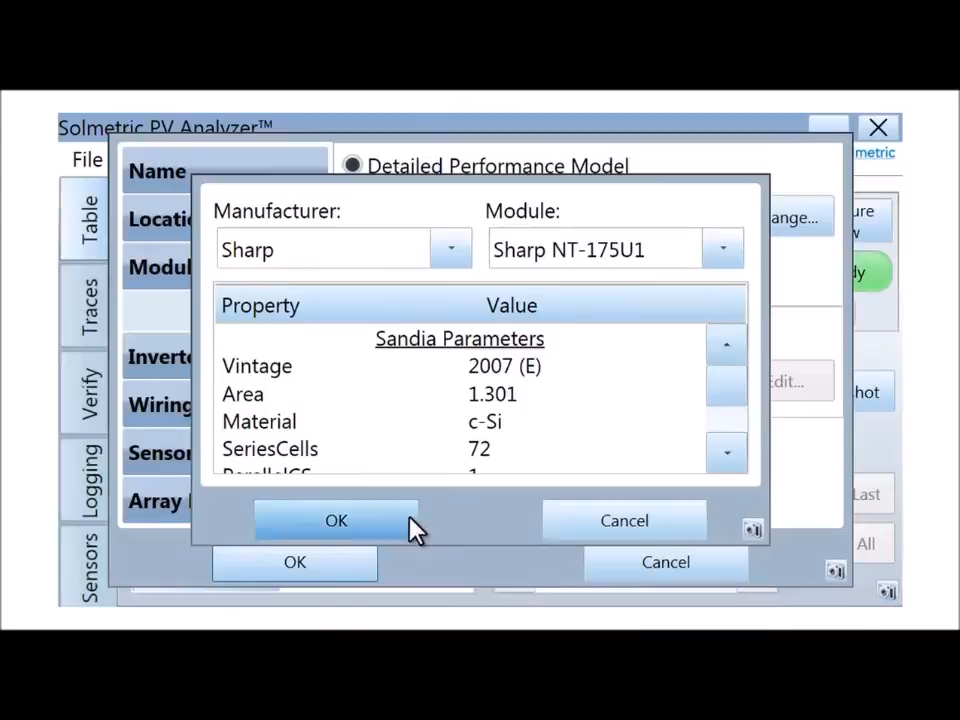 Solmetric PV Analyzer™
File
metric
Name
Detailed Performance Model
Manufacturer:
Module:
Sharp
Sharp NT-175U1
Property
Value
Sandia Parameters
Vintage
2007 (E)
Area
1.301
Material
c-Si
SeriesCells
72
OK
Cancel
OK
Cancel
Table
Traces
Verify
Logging
Sensors
Wiring
Array
Last
All